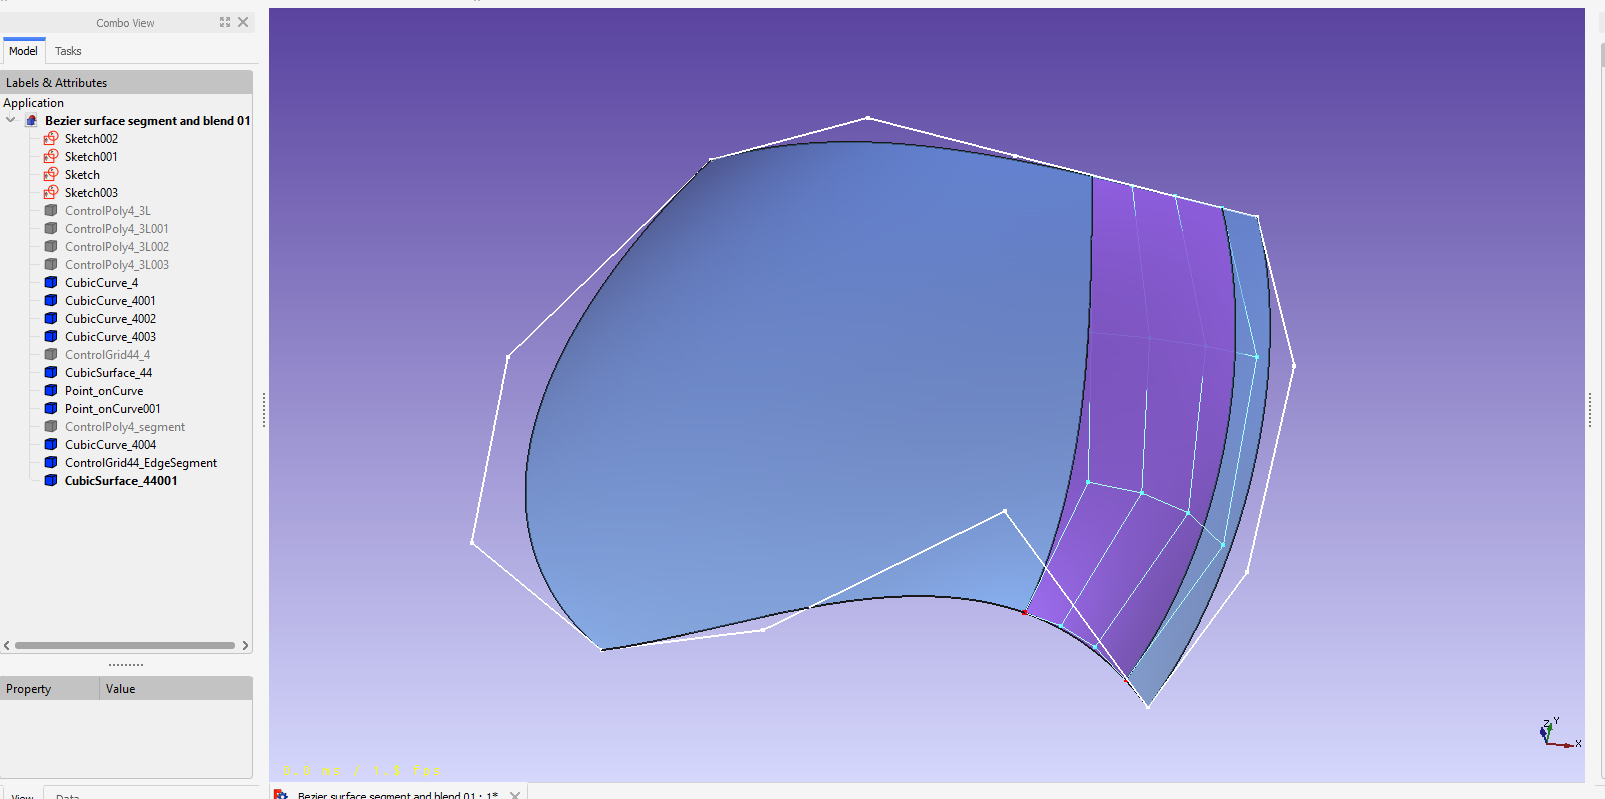 Combo View
Model Tasks
Labels & Attributes
Application
Bezier surface segment and blend 01
Sketch002
Sketch001
Sketch
Sketch003
ControlPoly4_3L
ControlPoly4_3L001
ControlPoly4_3L002
ControlPoly4_3L003
CubicCurve_4
CubicCurve_4001
CubicCurve_4002
CubicCurve_4003
ControlGrid44_4
CubicSurface_44
Point_onCurve
Point_onCurve001
ControlPoly4_segment
CubicCurve_4004
ControlGrid44_EdgeSegment
CubicSurface_44001
Property Value
Z Y
X
View Data
Bezier surface segment and blend 01 : 1*